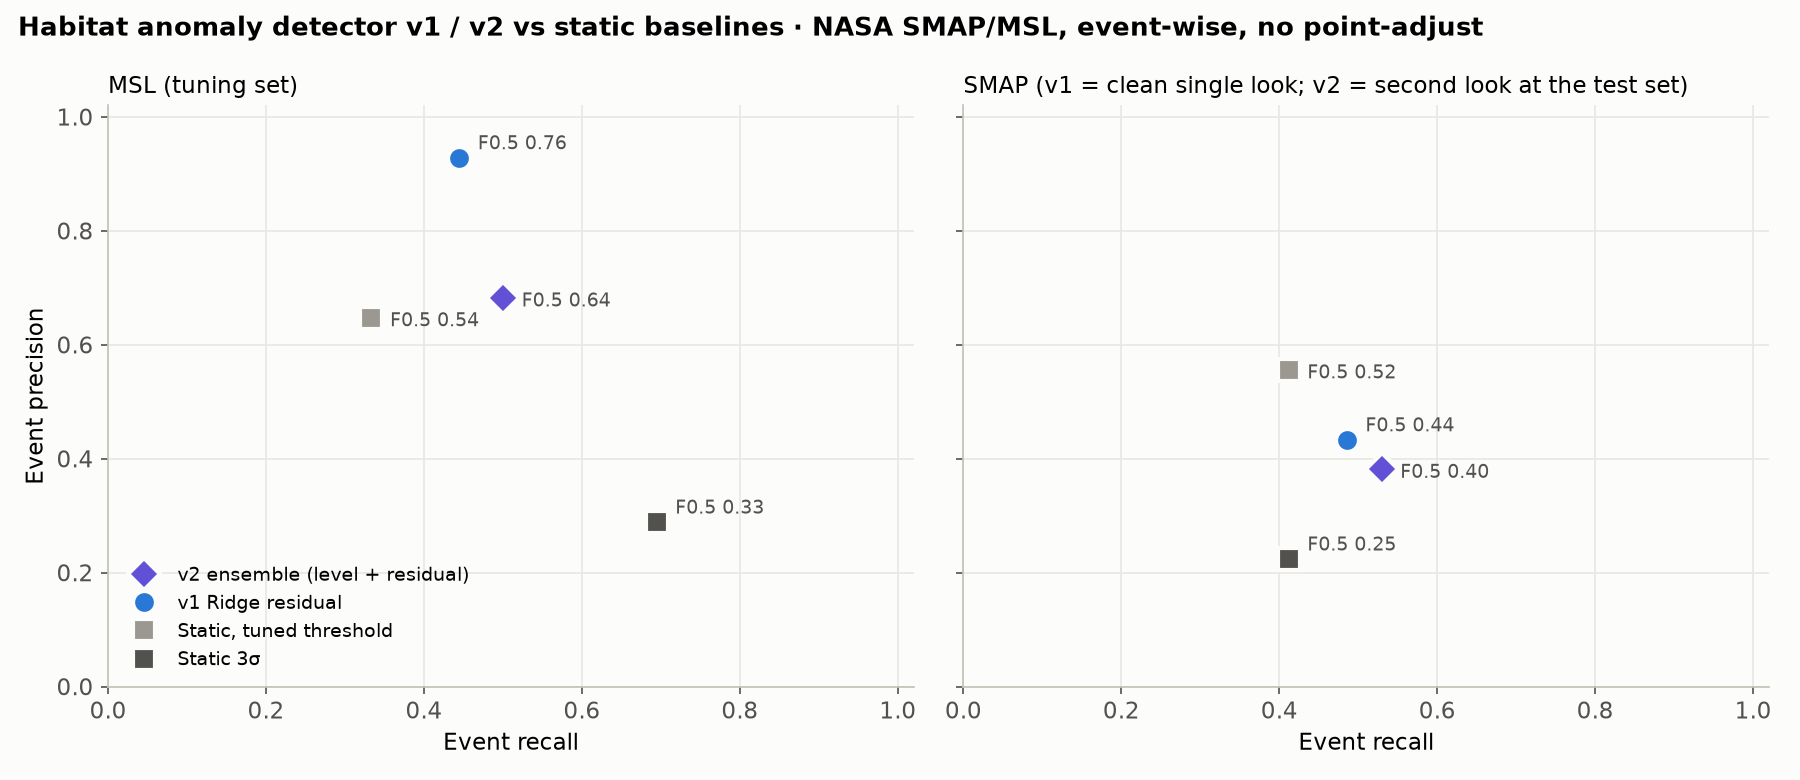 Habitat anomaly detector v1 / v2 vs static baselines · NASA SMAP/MSL, event-wise, no point-adjust
MSL (tuning set)
1.0
0.8
0.6
0.4
0.2
0.0
Event precision
F0.5 0.76
F0.5 0.64
F0.5 0.54
F0.5 0.33
v2 ensemble (level + residual)
v1 Ridge residual
Static, tuned threshold
Static 3σ
0.0 0.2 0.4 0.6 0.8 1.0
Event recall
SMAP (v1 = clean single look; v2 = second look at the test set)
F0.5 0.52
F0.5 0.44
F0.5 0.40
F0.5 0.25
0.0 0.2 0.4 0.6 0.8 1.0
Event recall